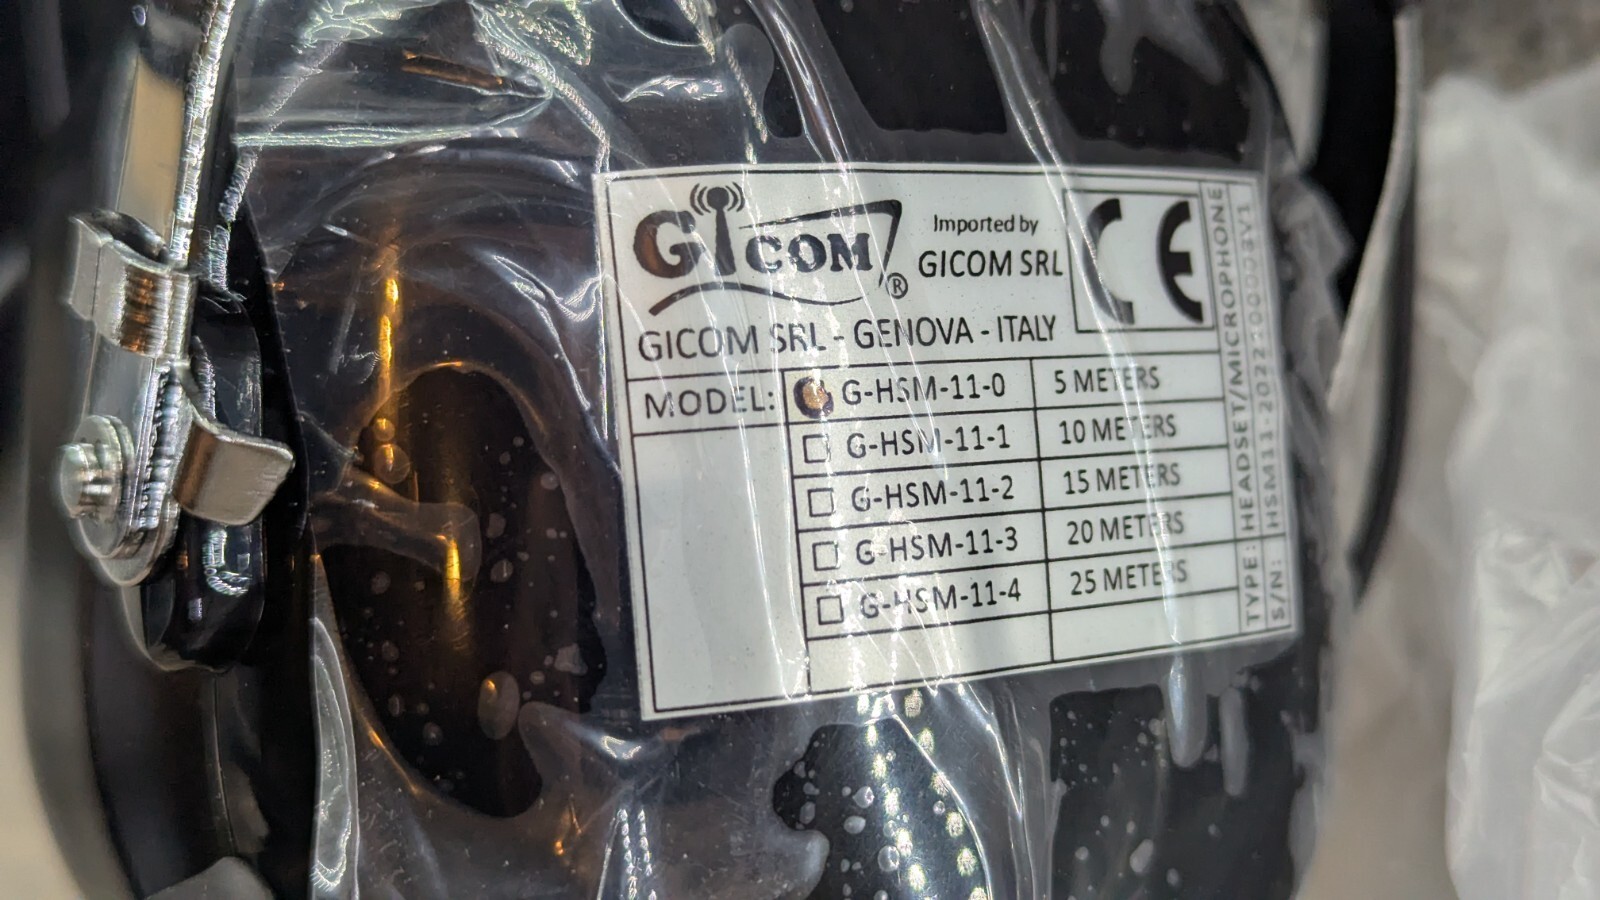 GiCOM ®
Imported by
GICOM SRL
CE
GICOM SRL - GENOVA - ITALY
MODEL:
G-HSM-11-0 5 METERS
G-HSM-11-1 10 METERS
G-HSM-11-2 15 METERS
G-HSM-11-3 20 METERS
G-HSM-11-4 25 METERS
TYPE: HEADSET/MICROPHONE
S/N: